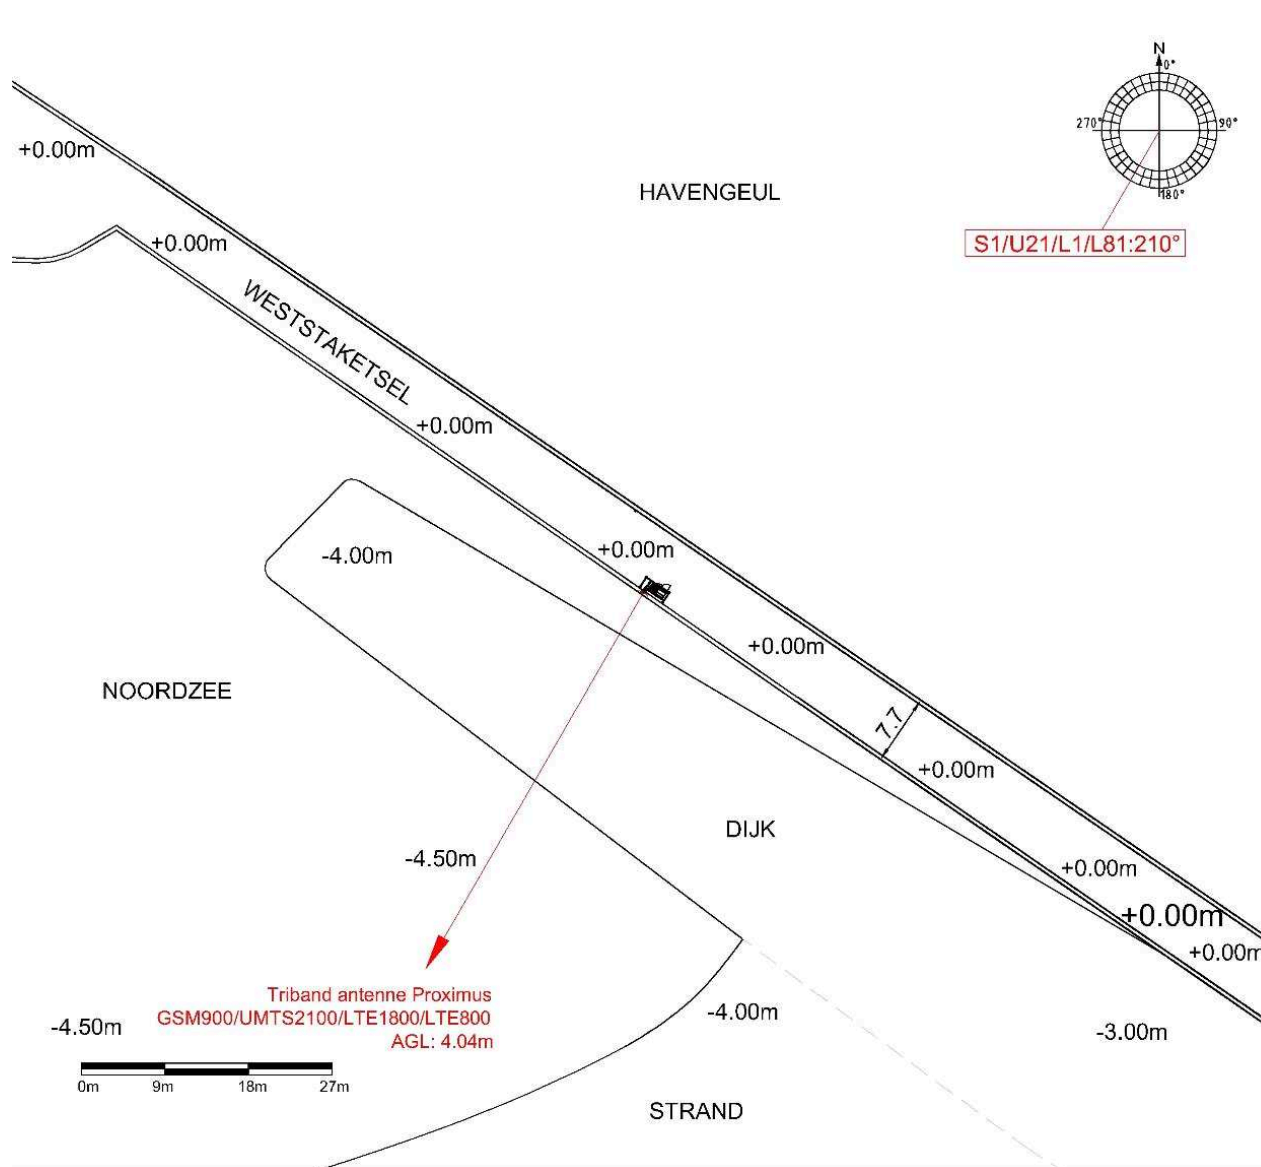 N
0°
270°
90°
180°
+0.00m
HAVENGEUL
+0.00m
S1/U21/L1/L81:210°
WESTSTAKETSEL
+0.00m
+0.00m
-4.00m
+0.00m
NOORDZEE
7.7
+0.00m
DIJK
-4.50m
+0.00m
+0.00m
+0.00m
Triband antenne Proximus
GSM900/UMTS2100/LTE1800/LTE800
AGL: 4.04m
-4.00m
-4.50m
-3.00m
0m 9m 18m 27m
STRAND